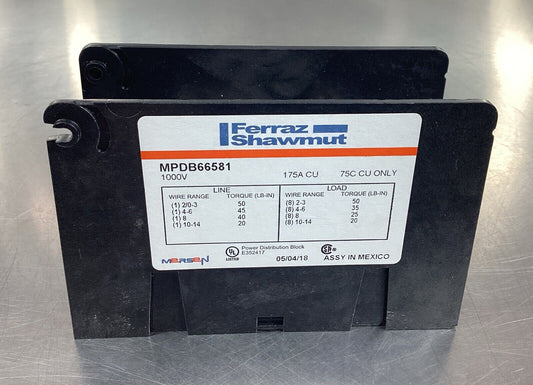 Ferraz
Shawmut
MPDB66581
1000V 175A CU 75C CU ONLY
LINE LOAD
WIRE RANGE TORQUE (LB-IN) WIRE RANGE TORQUE (LB-IN)
(1) 2/0-3 50 (8) 2-3 50
(1) 4-6 45 (8) 4-6 35
(1) 8 40 (8) 8 25
(1) 10-14 20 (8) 10-14 20
MERSEN UL LISTED Power Distribution Block
E352417
05/04/18 ASSY IN MEXICO